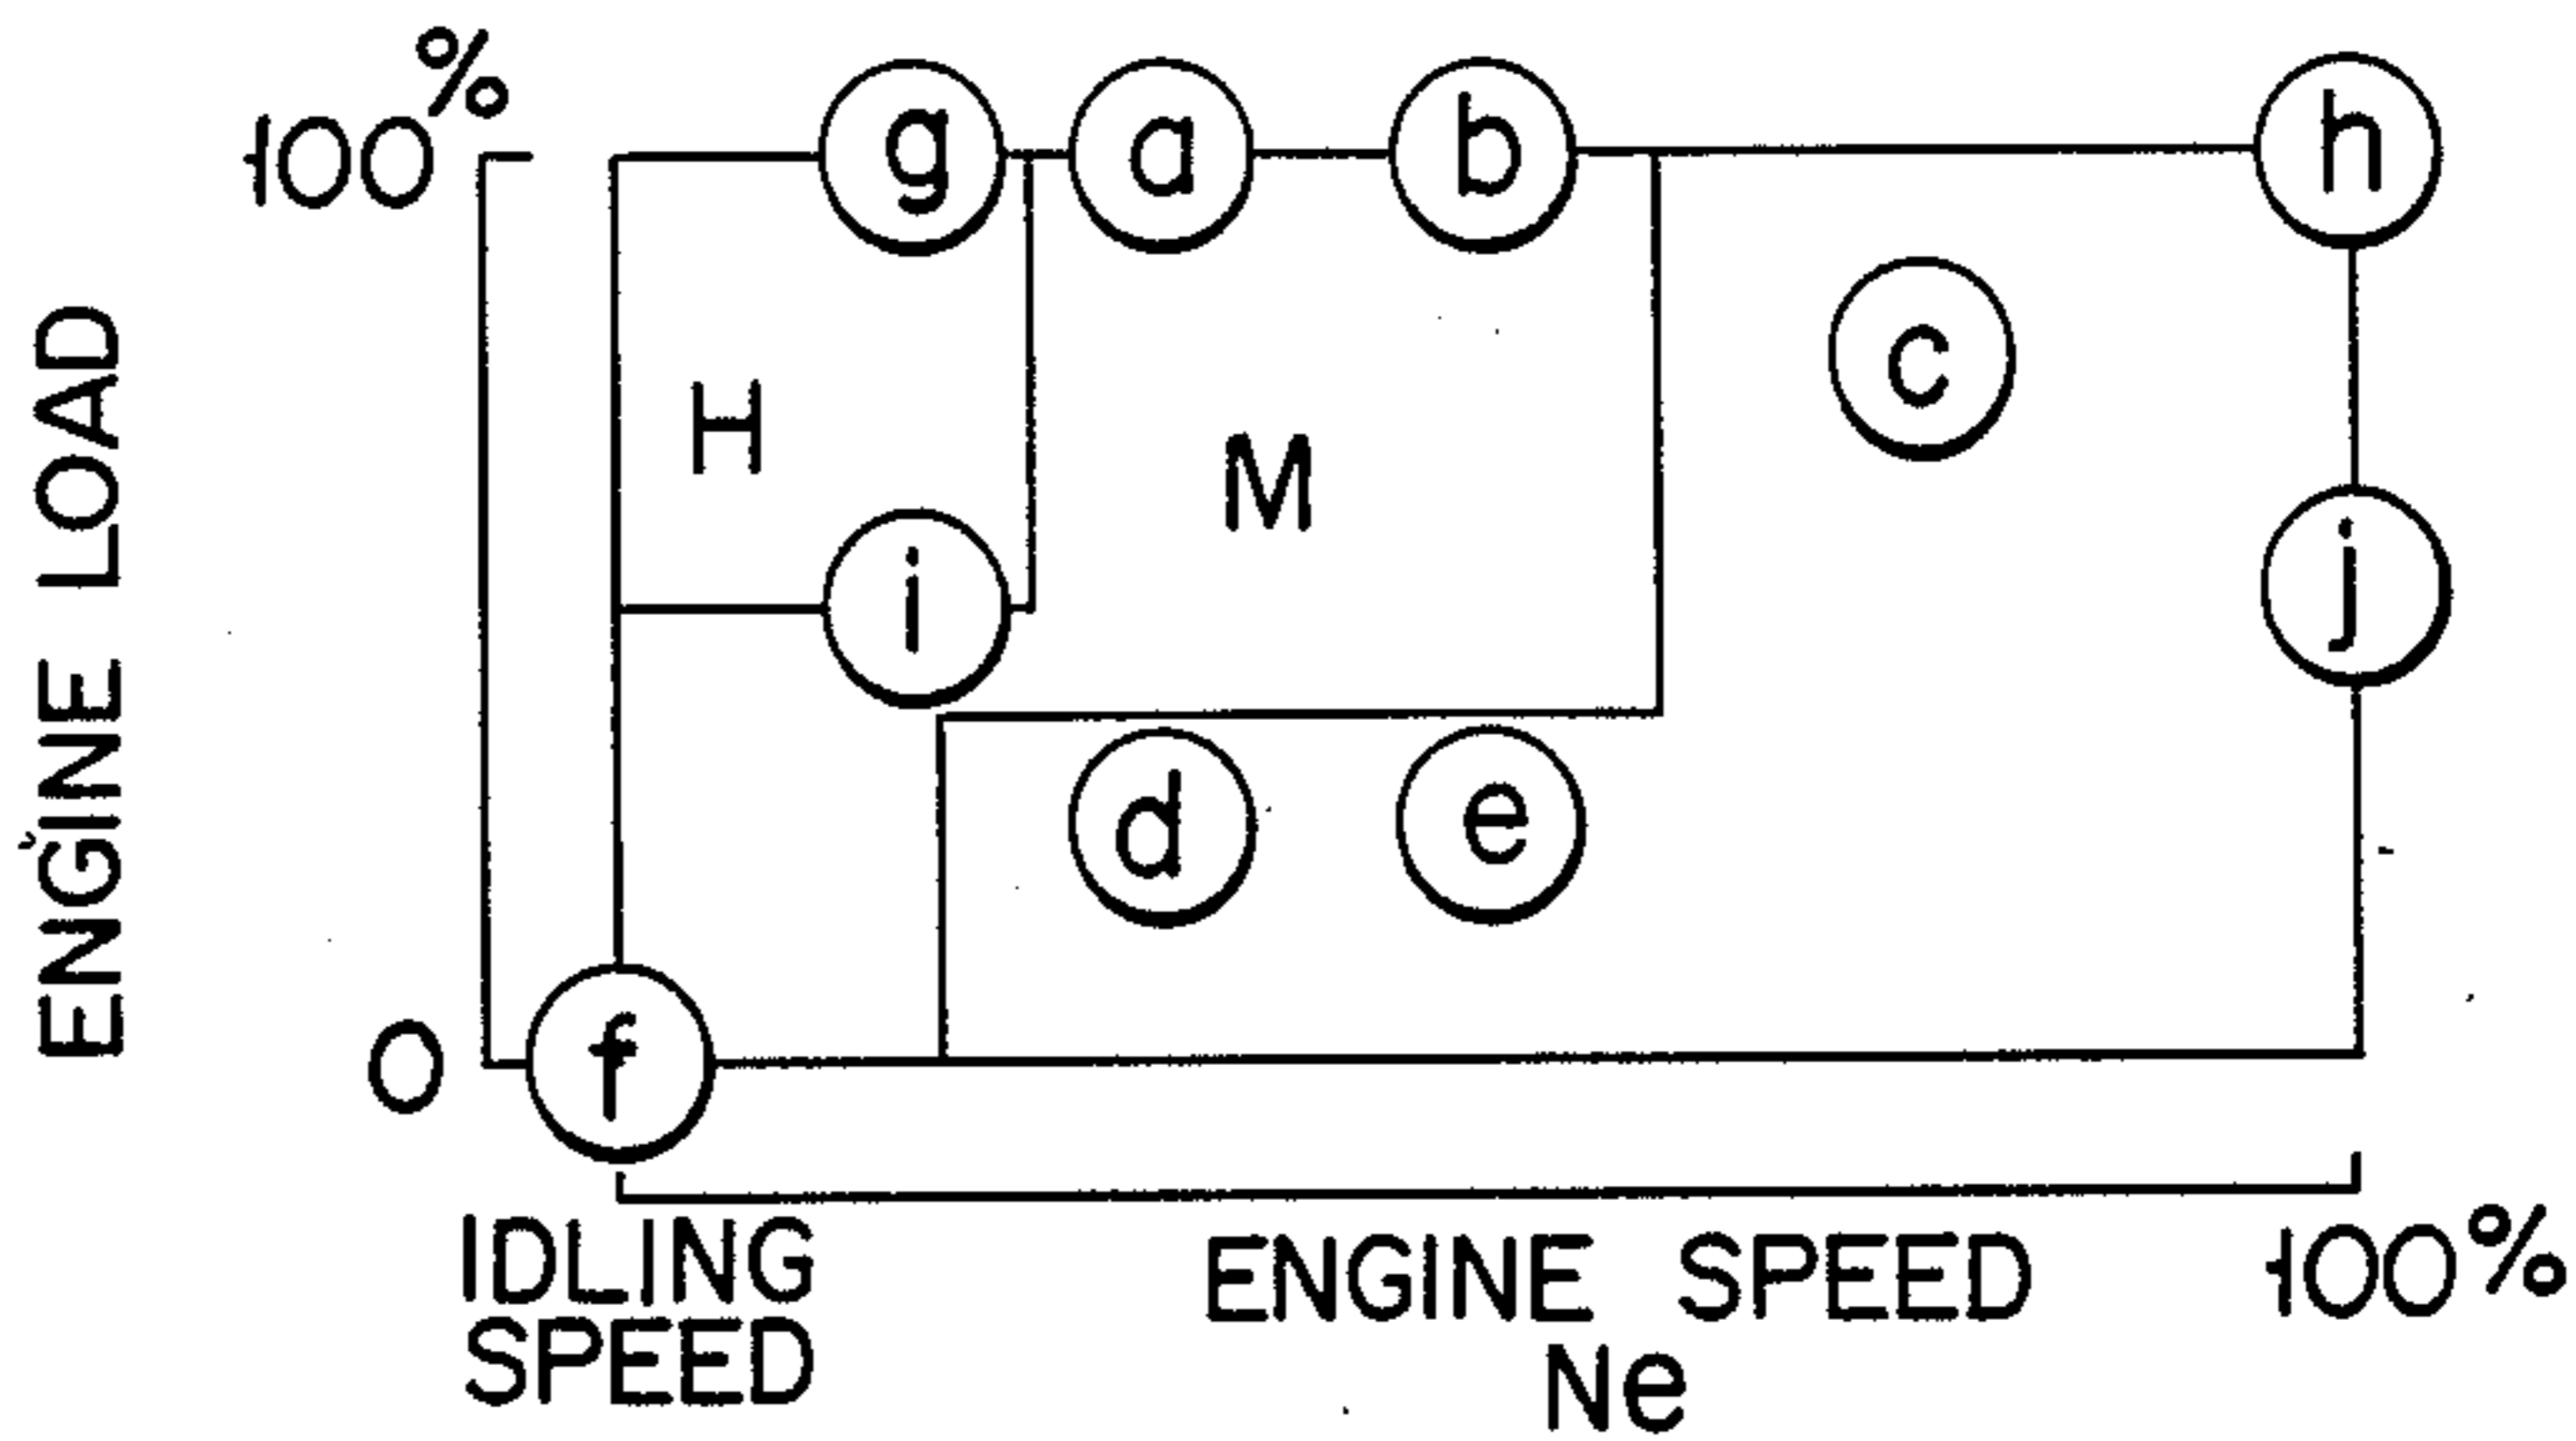 100%
g a b h
c
H
M
i j
d e
f
0
ENGINE LOAD
IDLING
SPEED
ENGINE SPEED
Ne
100%